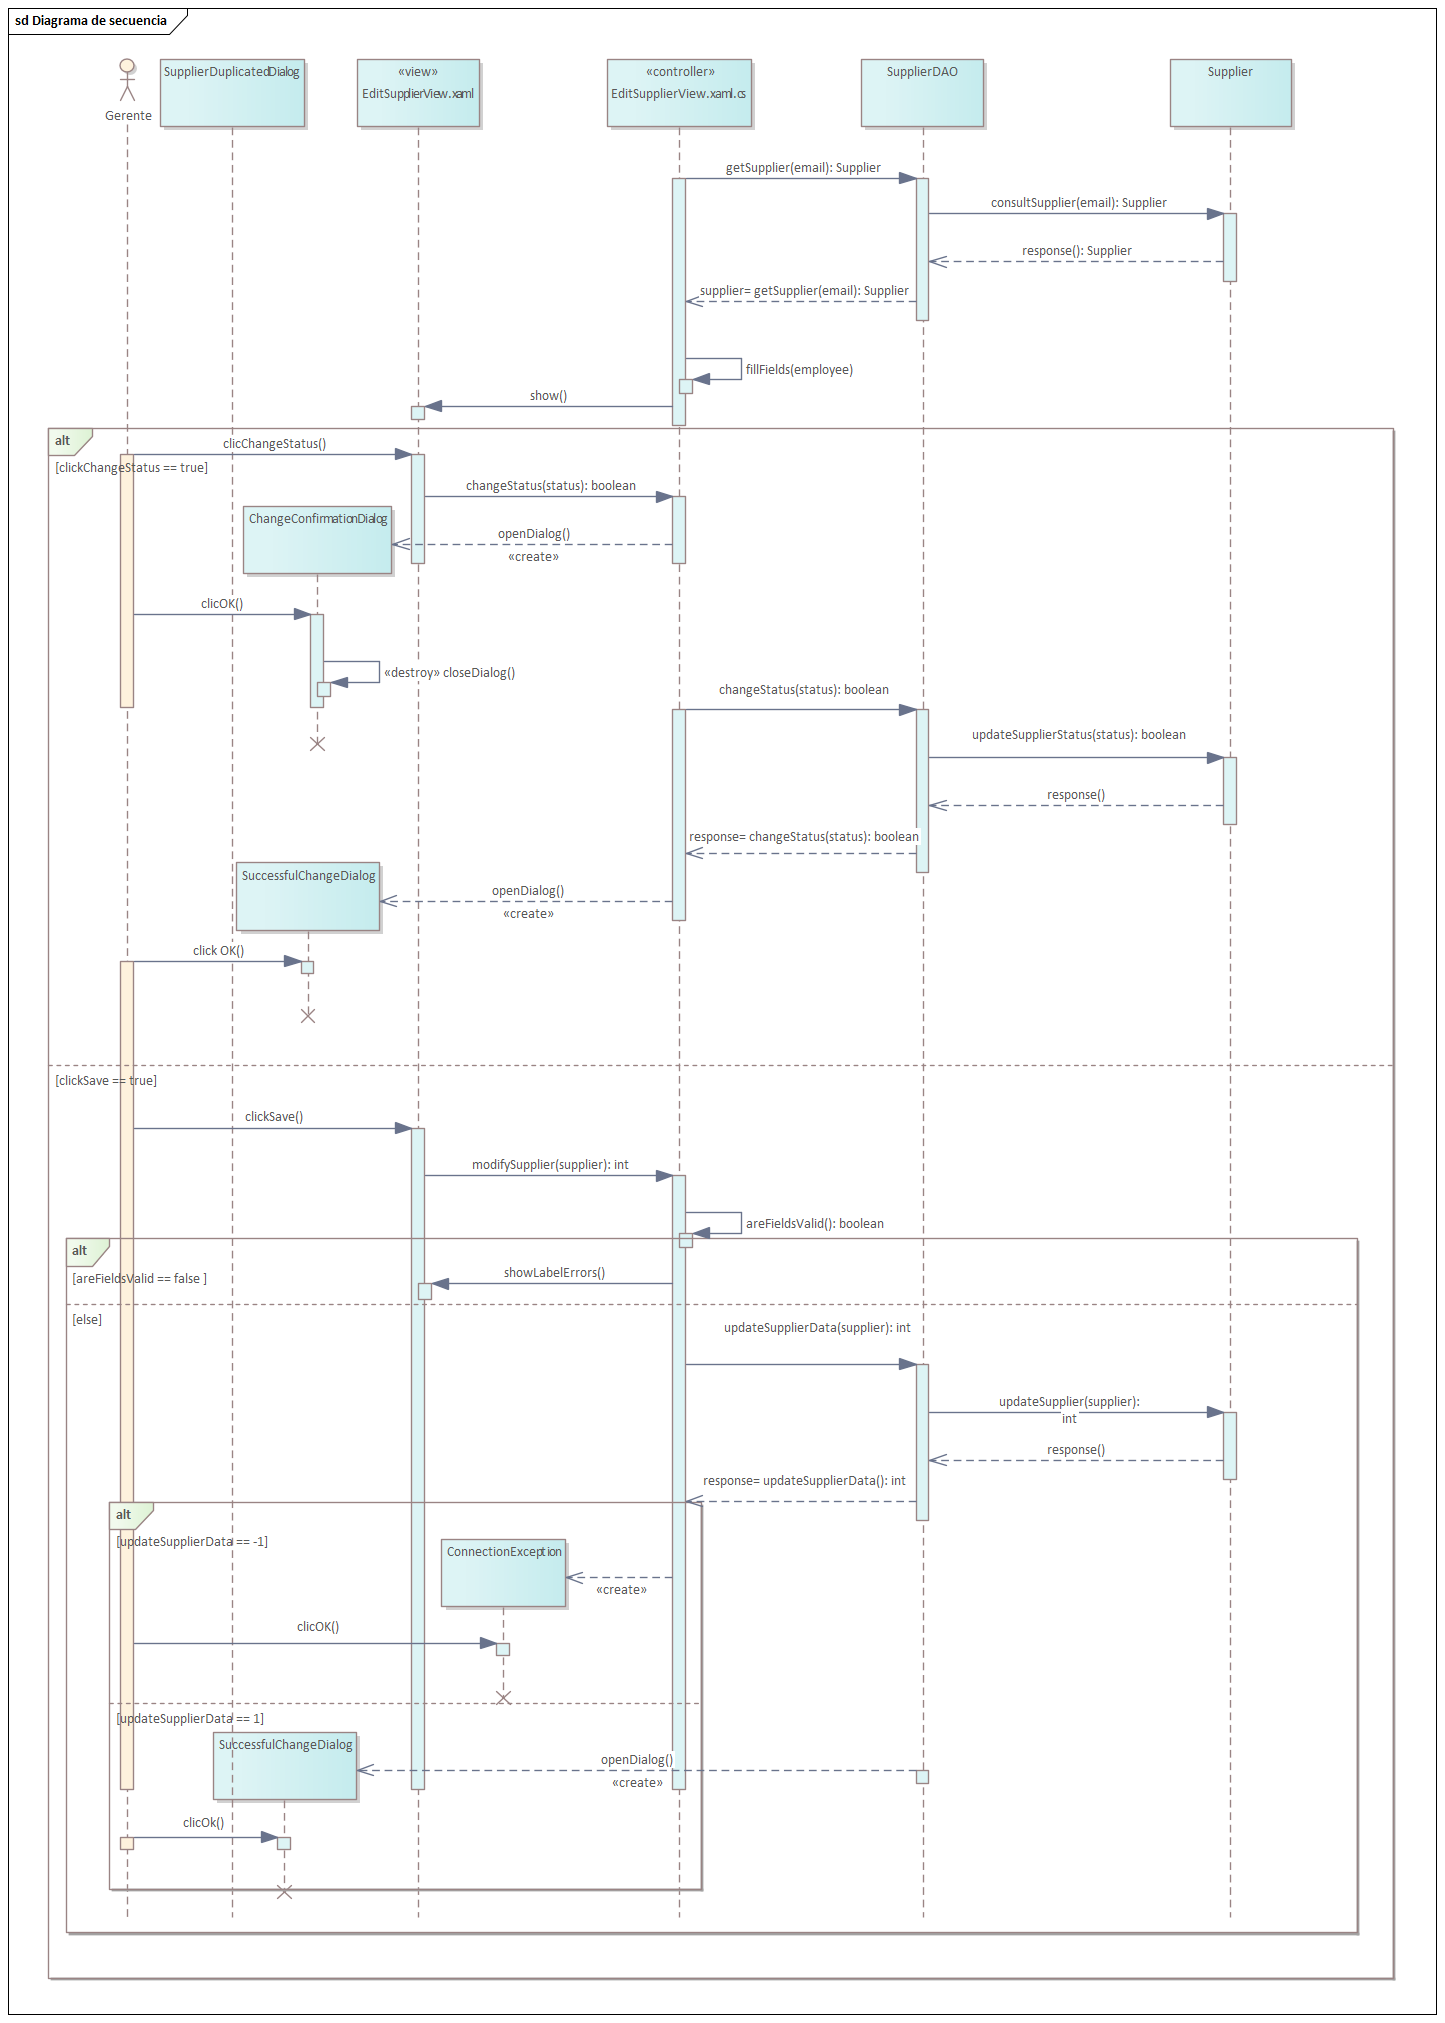 sd Diagrama de secuencia
Gerente
SupplierDuplicatedDialog
«view»
EditSupplierView.xaml
«controller»
EditSupplierView.xaml.cs
SupplierDAO
Supplier
getSupplier(email): Supplier
consultSupplier(email): Supplier
response(): Supplier
supplier= getSupplier(email): Supplier
fillFields(employee)
show()
alt
clicChangeStatus()
[clickChangeStatus == true]
changeStatus(status): boolean
ChangeConfirmationDialog
openDialog()
«create»
clicOK()
«destroy» closeDialog()
changeStatus(status): boolean
updateSupplierStatus(status): boolean
response()
response= changeStatus(status): boolean
SuccessfulChangeDialog
openDialog()
«create»
click OK()
[clickSave == true]
clickSave()
modifySupplier(supplier): int
areFieldsValid(): boolean
alt
[areFieldsValid == false ]
showLabelErrors()
[else]
updateSupplierData(supplier): int
updateSupplier(supplier):
int
response()
response= updateSupplierData(): int
alt
[updateSupplierData == -1]
ConnectionException
«create»
clicOK()
[updateSupplierData == 1]
SuccessfulChangeDialog
openDialog()
«create»
clicOk()